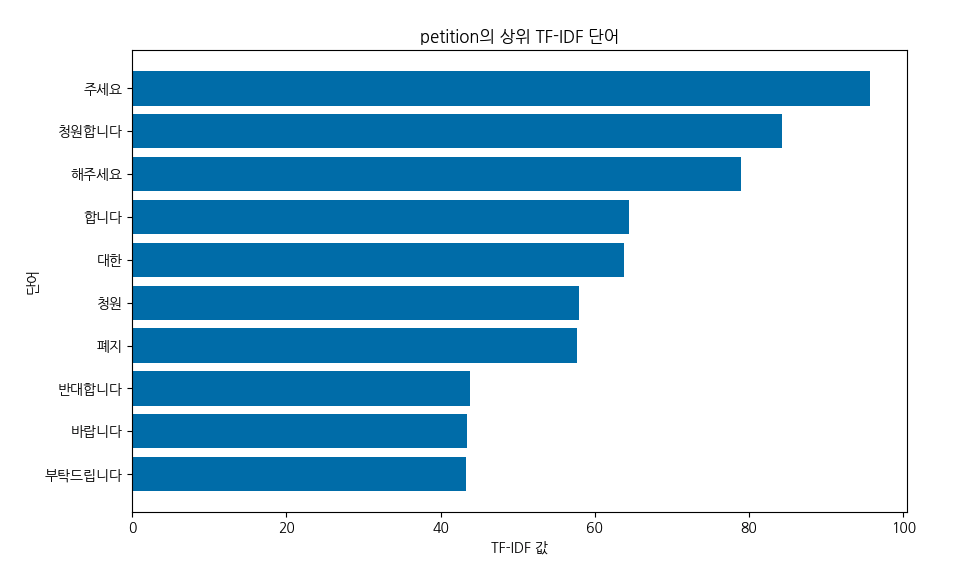 petition의 상위 TF-IDF 단어
단어
주세요
청원합니다
해주세요
합니다
대한
청원
폐지
반대합니다
바랍니다
부탁드립니다
0 20 40 60 80 100
TF-IDF 값